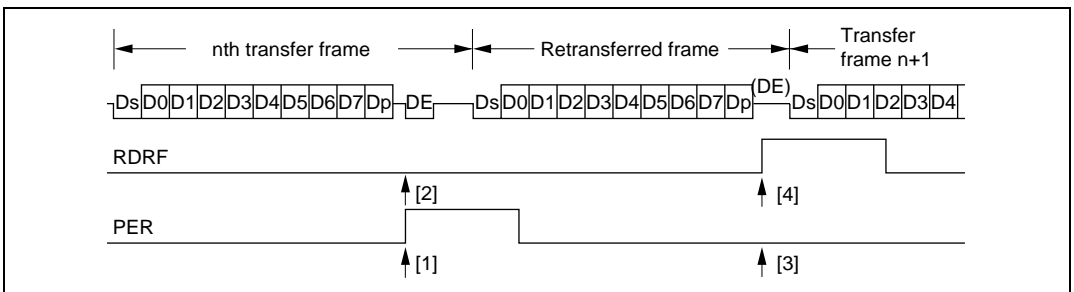 nth transfer frame
Retransferred frame
Transfer
frame n+1
Ds D0 D1 D2 D3 D4 D5 D6 D7 Dp DE Ds D0 D1 D2 D3 D4 D5 D6 D7 Dp (DE) Ds D0 D1 D2 D3 D4
RDRF
[2] [4]
PER
[1] [3]